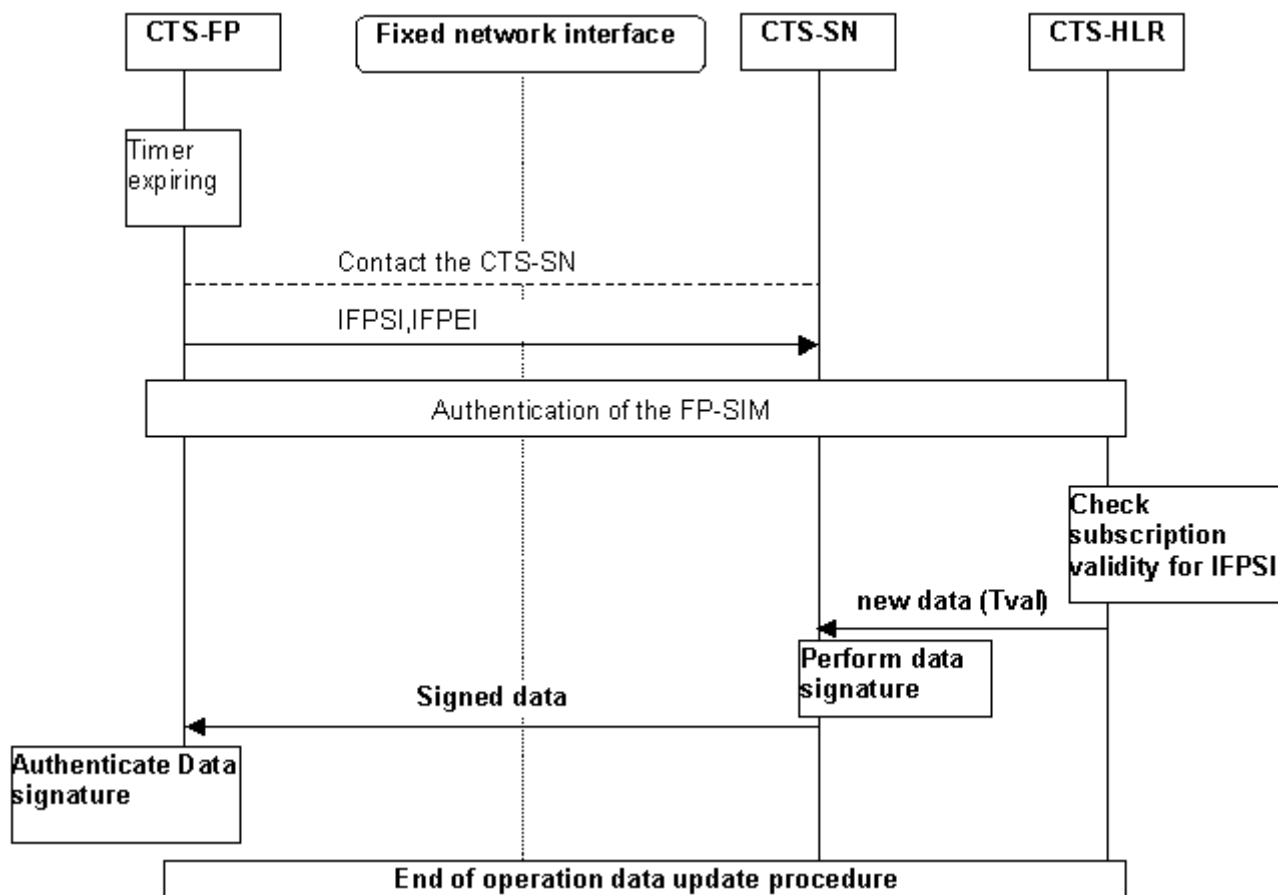 CTS-FP
Fixed network interface
CTS-SN
CTS-HLR
Timer
expiring
Contact the CTS-SN
IFPSI,IFPEI
Authentication of the FP-SIM
Check
subscription
validity for IFPSI
new data (Tval)
Perform data
signature
Signed data
Authenticate Data
signature
End of operation data update procedure